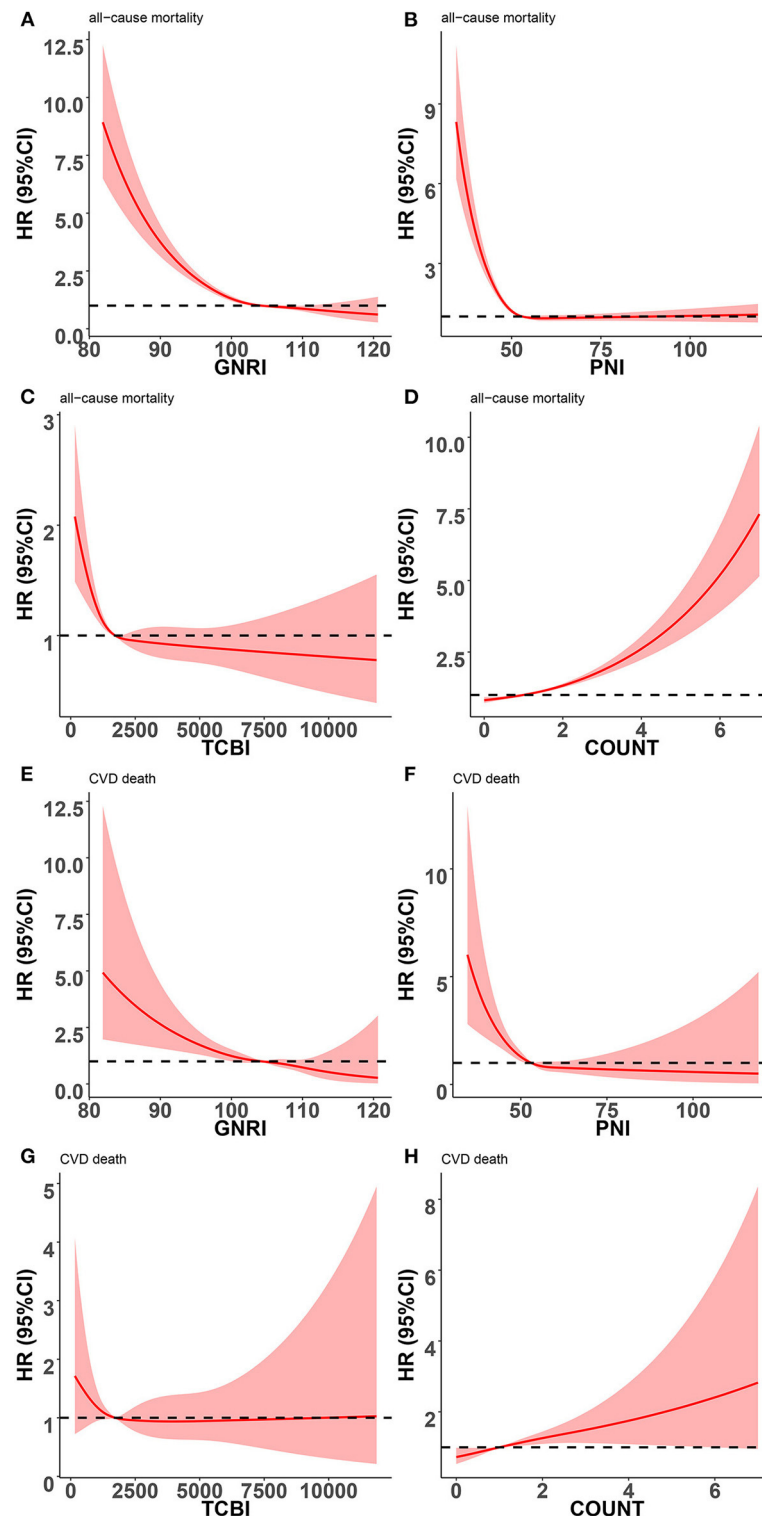 A all-cause mortality
12.5
10.0
7.5
5.0
2.5
0.0
HR (95%CI)
80 90 100 110 120
GNRI
B all-cause mortality
9
6
3
HR (95%CI)
50 75 100
PNI
C all-cause mortality
3
2
1
HR (95%CI)
0 2500 5000 7500 10000
TCBI
D all-cause mortality
10.0
7.5
5.0
2.5
HR (95%CI)
0 2 4 6
COUNT
E CVD death
12.5
10.0
7.5
5.0
2.5
0.0
HR (95%CI)
80 90 100 110 120
GNRI
F CVD death
10
5
0
HR (95%CI)
50 75 100
PNI
G CVD death
5
4
3
2
1
0
HR (95%CI)
0 2500 5000 7500 10000
TCBI
H CVD death
8
6
4
2
HR (95%CI)
0 2 4 6
COUNT